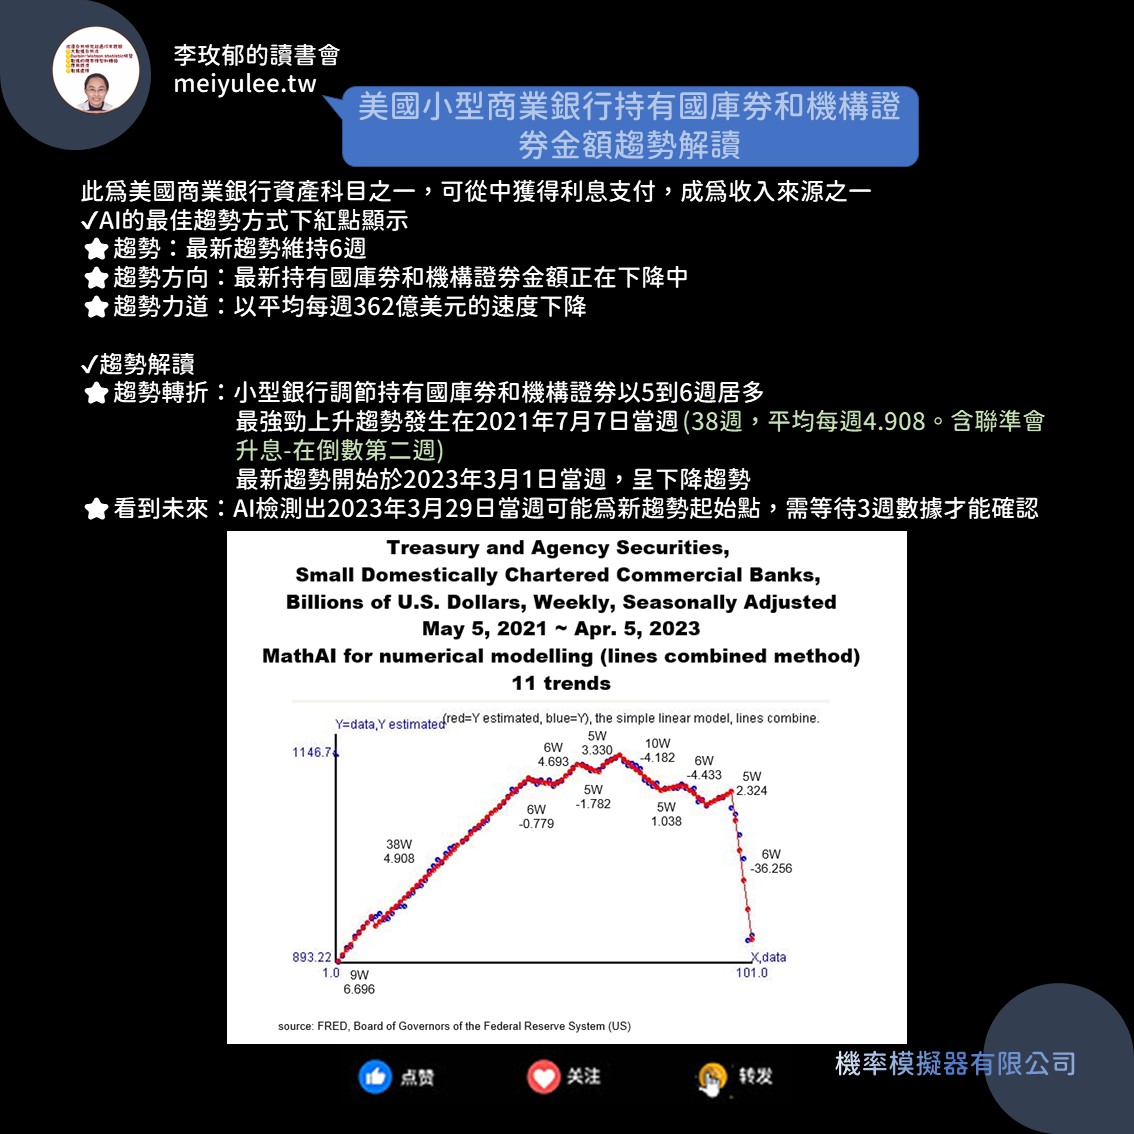 李玫郁的讀書會
meiyulee.tw
美國小型商業銀行持有國庫券和機構證
券金額趨勢解讀
此爲美國商業銀行資產科目之一，可從中獲得利息支付，成爲收入來源之一
✓AI的最佳趨勢方式下紅點顯示
★趨勢：最新趨勢維持6週
★趨勢方向：最新持有國庫券和機構證券金額正在下降中
★趨勢力道：以平均每週362億美元的速度下降
✓趨勢解讀
★趨勢轉折：小型銀行調節持有國庫券和機構證券以5到6週居多
最強勁上升趨勢發生在2021年7月7日當週(38週，平均每週4.908。含聯準會
升息-在倒數第二週)
最新趨勢開始於2023年3月1日當週，呈下降趨勢
★看到未來：AI檢測出2023年3月29日當週可能爲新趨勢起始點，需等待3週數據才能確認
Treasury and Agency Securities,
Small Domestically Chartered Commercial Banks,
Billions of U.S. Dollars, Weekly, Seasonally Adjusted
May 5, 2021 ~ Apr. 5, 2023
MathAI for numerical modelling (lines combined method)
11 trends
Y=data,Y estimated
(red=Y estimated, blue=Y), the simple linear model, lines combine.
1146.7
5W
3.330
6W
4.693
10W
-4.182
6W
-4.433
5W
2.324
5W
-1.782
6W
-0.779
5W
1.038
38W
4.908
6W
-36.256
893.22
X,data
1.0
101.0
9W
6.696
source: FRED, Board of Governors of the Federal Reserve System (US)
机率模擬器有限公司
点赞
关注
转发